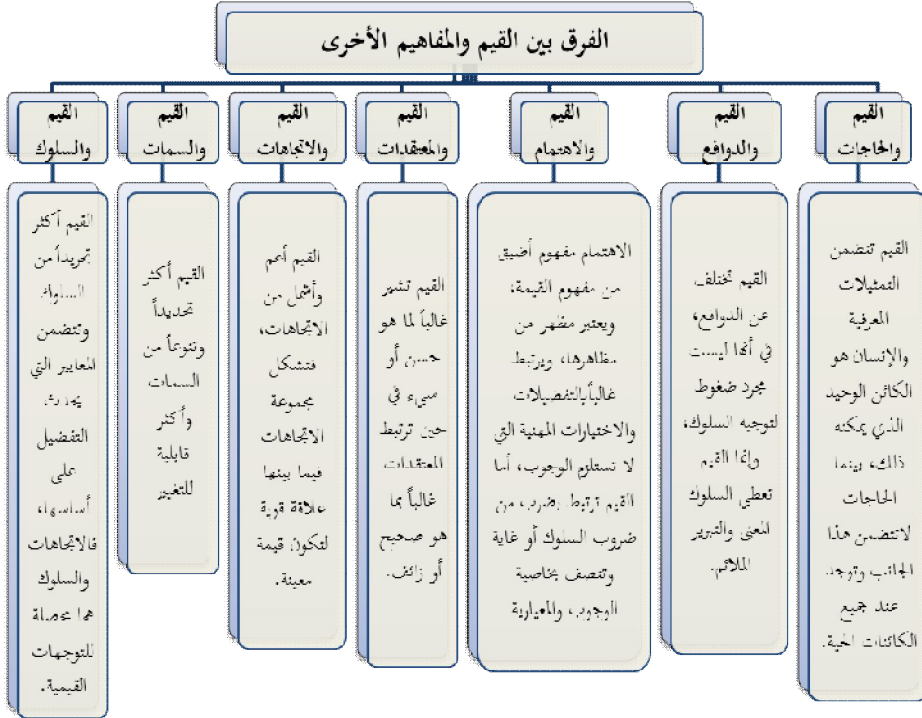 الفرق بين القيم والمفاهيم الأخرى
القيم
والحاجات
القيم تتضمن
التمثيلات
المعرفية
والإنسان هو
الكائن الوحيد
الذي يمكنه
ذلك، بينما
الحاجات
لاتتضمن هذا
الجانب وتوجد
عند جميع
الكائنات الحية.
القيم
والدوافع
القيم تختلف
عن الدوافع،
في أنها ليست
مجرد ضغوط
لتوجيه السلوك،
وإنما القيم
تعطي السلوك
المعنى والتبرير
الملائم.
القيم
والاهتمام
الاهتمام مفهوم أضيق
من مفهوم القيمة،
ويعتبر مظهر من
مظاهرها، ويرتبط
غالباً بالتفضيلات
والاختيارات المهنية التي
لا تستلزم الوجوب، أما
القيم ترتبط بضرب من
ضروب السلوك أو غاية
وتتصف بخاصية
الوجوب والمعيارية
القيم
والمعتقدات
القيم تشير
غالباً لما هو
حسن أو
سيء في
حين ترتبط
المعتقدات
غالباً بما
هو صحيح
أو زائف.
القيم
والاتجاهات
القيم أعم
وأشمل من
الاتجاهات،
فتشكل
مجموعة
الاتجاهات
فيما بينها
علاقة قوية
لتكون قيمة
معينة.
القيم
والسمات
القيم أكثر
تحديداً
وتنوعاً من
السمات
وأكثر
قابلية
للتغير
القيم
والسلوك
القيم أكثر
تجريداً من
السلوك
وتتضمن
المعايير التي
يحدث
التفضيل
على
أساسها،
فالاتجاهات
والسلوك
هما محصلة
للتوجهات
القيمية.